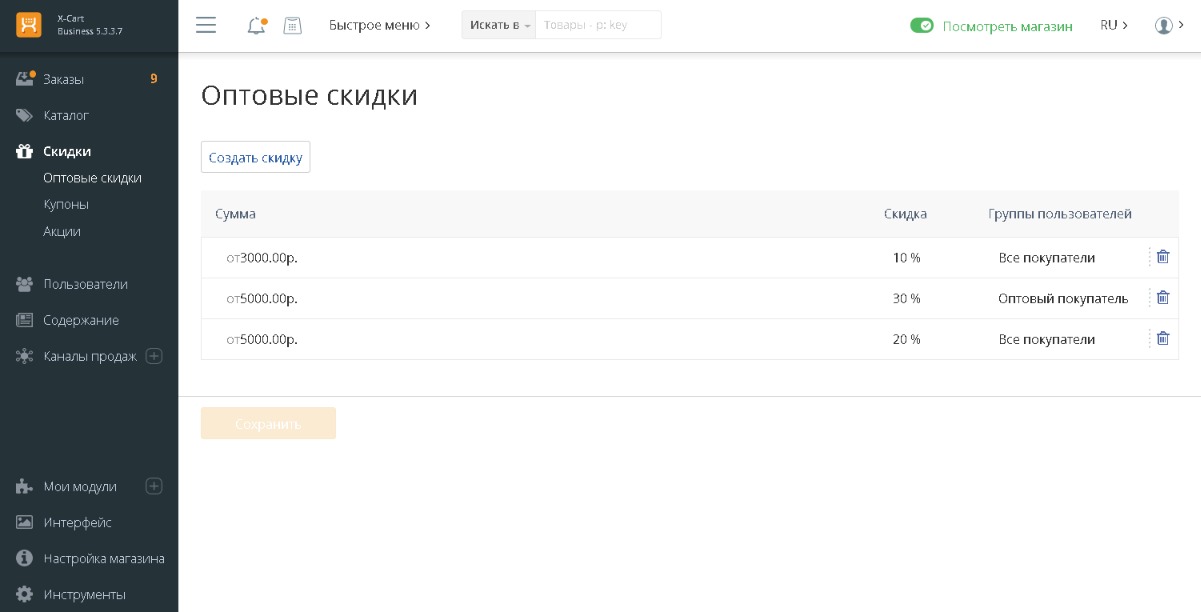 X-Cart
Business 5.3.3.7
Быстрое меню
Искать в
Товары - p: key
Посмотреть магазин
RU
Заказы 9
Каталог
Скидки
Оптовые скидки
Купоны
Акции
Пользователи
Содержание
Каналы продаж
Мои модули
Интерфейс
Настройка магазина
Инструменты
Оптовые скидки
Создать скидку
Сумма Скидка Группы пользователей
от3000.00р. 10 % Все покупатели
от5000.00р. 30 % Оптовый покупатель
от5000.00р. 20 % Все покупатели
Сохранить